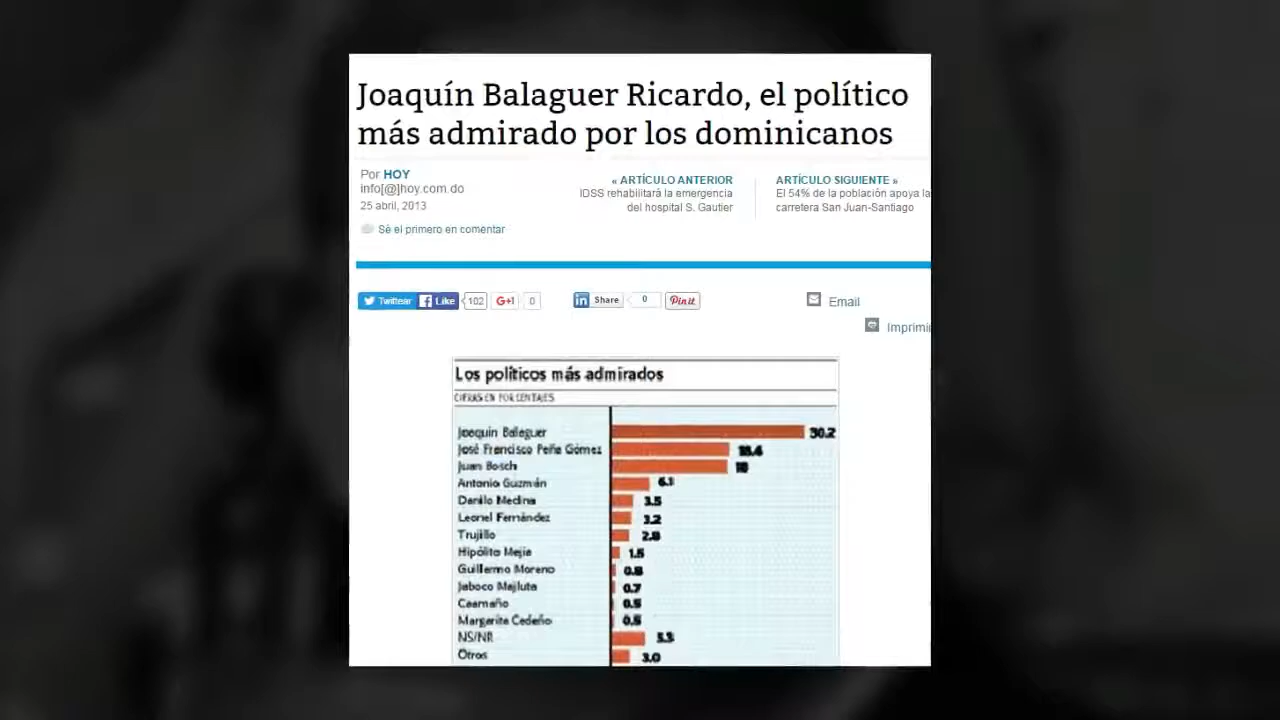 Joaquín Balaguer Ricardo, el político
más admirado por los dominicanos
Por HOY
info[@]hoy.com.do
25 abril, 2013
Sé el primero en comentar
« ARTÍCULO ANTERIOR
IDSS rehabilitará la emergencia
del hospital S. Gautier
ARTÍCULO SIGUIENTE »
El 54% de la población apoya la
carretera San Juan-Santiago
Twittear Like 102 G+1 0 in Share 0 Pinit
Email
Imprimir
Los políticos más admirados
CIFRAS EN PORCENTAJES
Joaquín Balaguer 30.2
José Francisco Peña Gómez 18.4
Juan Bosch 18
Antonio Guzmán 6.1
Danilo Medina 3.5
Leonel Fernández 3.2
Trujillo 2.8
Hipólito Mejía 1.5
Guillermo Moreno 0.8
Jaboco Majluta 0.7
Caamaño 0.5
Margarita Cedeño 0.5
NS/NR 5.3
Otros 3.0